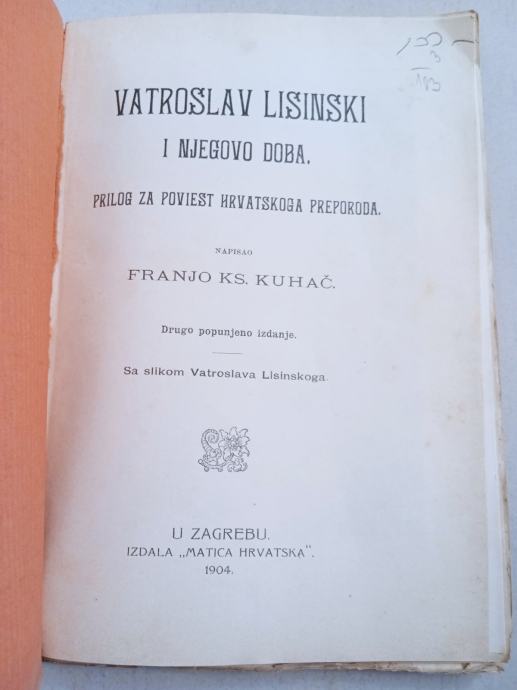 VATROSLAV LISINSKI
I NJEGOVO DOBA.
PRILOG ZA POVIEST HRVATSKOGA PREPORODA.
NAPISAO
FRANJO KS. KUHAČ.
Drugo popunjeno izdanje.
Sa slikom Vatroslava Lisinskoga.
U ZAGREBU.
IZDALA „MATICA HRVATSKA“.
1904.